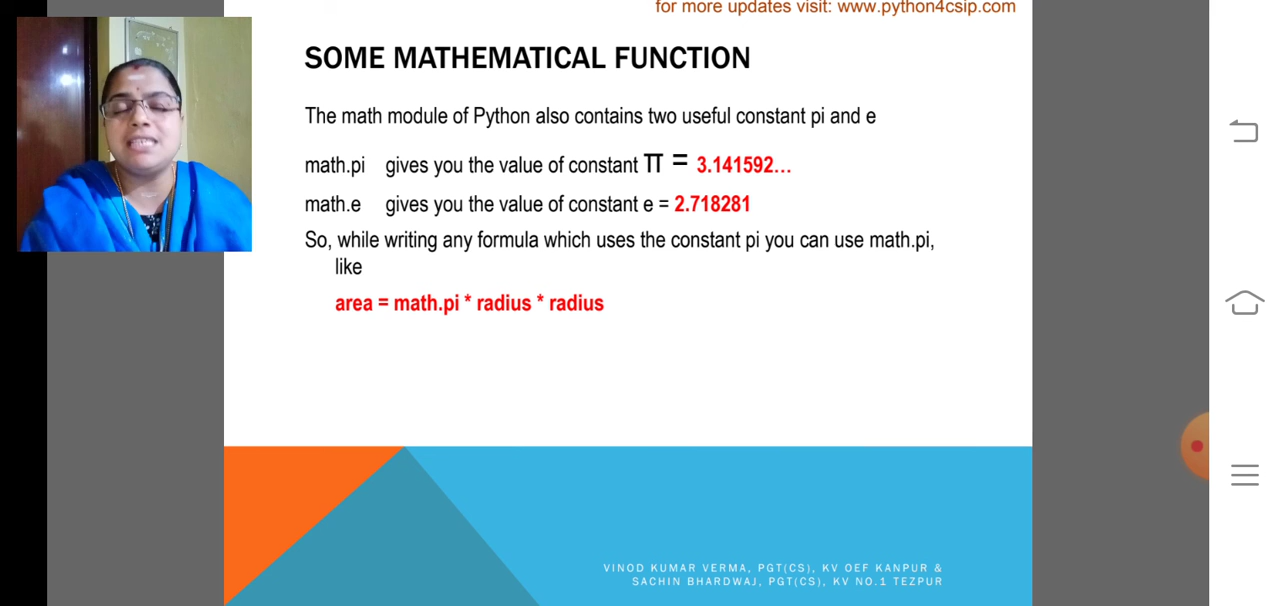 for more updates visit: www.python4csip.com
SOME MATHEMATICAL FUNCTION
The math module of Python also contains two useful constant pi and e
math.pi gives you the value of constant π = 3.141592...
math.e gives you the value of constant e = 2.718281
So, while writing any formula which uses the constant pi you can use math.pi,
like
area = math.pi * radius * radius
VINOD KUMAR VERMA, PGT(CS), KV OEF KANPUR &
SACHIN BHARDWAJ, PGT(CS), KV NO.1 TEZPUR